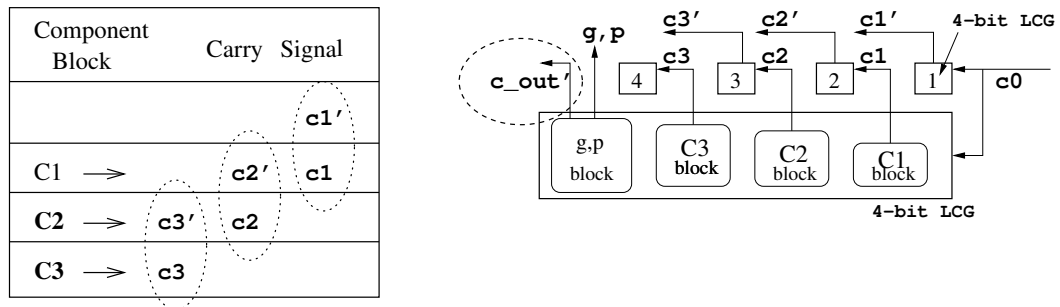 Component Block Carry Signal
c1'
C1 c2' c1
C2 c3' c2
C3 c3
g,p c3' c2' c1' 4-bit LCG
c_out' c3 c2 c1 c0
4 3 2 1
g,p block
C3 block
C2 block
C1 block
4-bit LCG